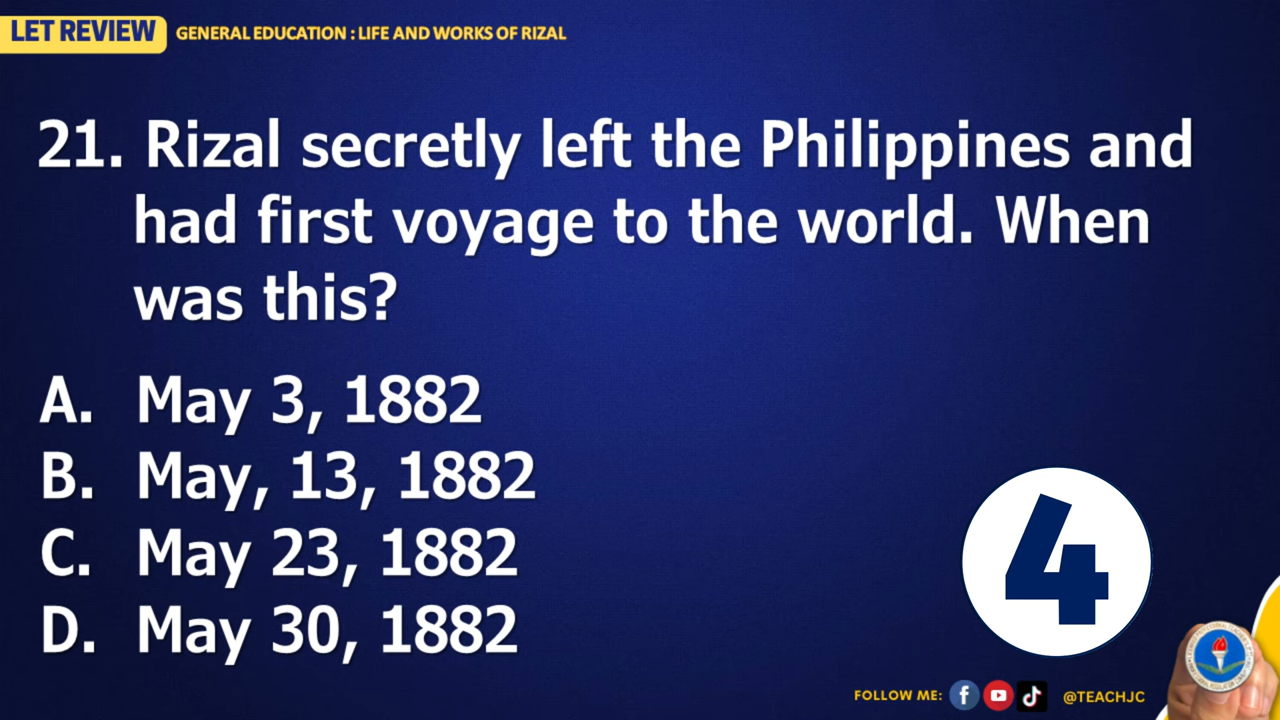 LET REVIEW
GENERAL EDUCATION : LIFE AND WORKS OF RIZAL
21. Rizal secretly left the Philippines and
had first voyage to the world. When
was this?
A. May 3, 1882
B. May, 13, 1882
C. May 23, 1882
D. May 30, 1882
4
FOLLOW ME: @TEACHJC